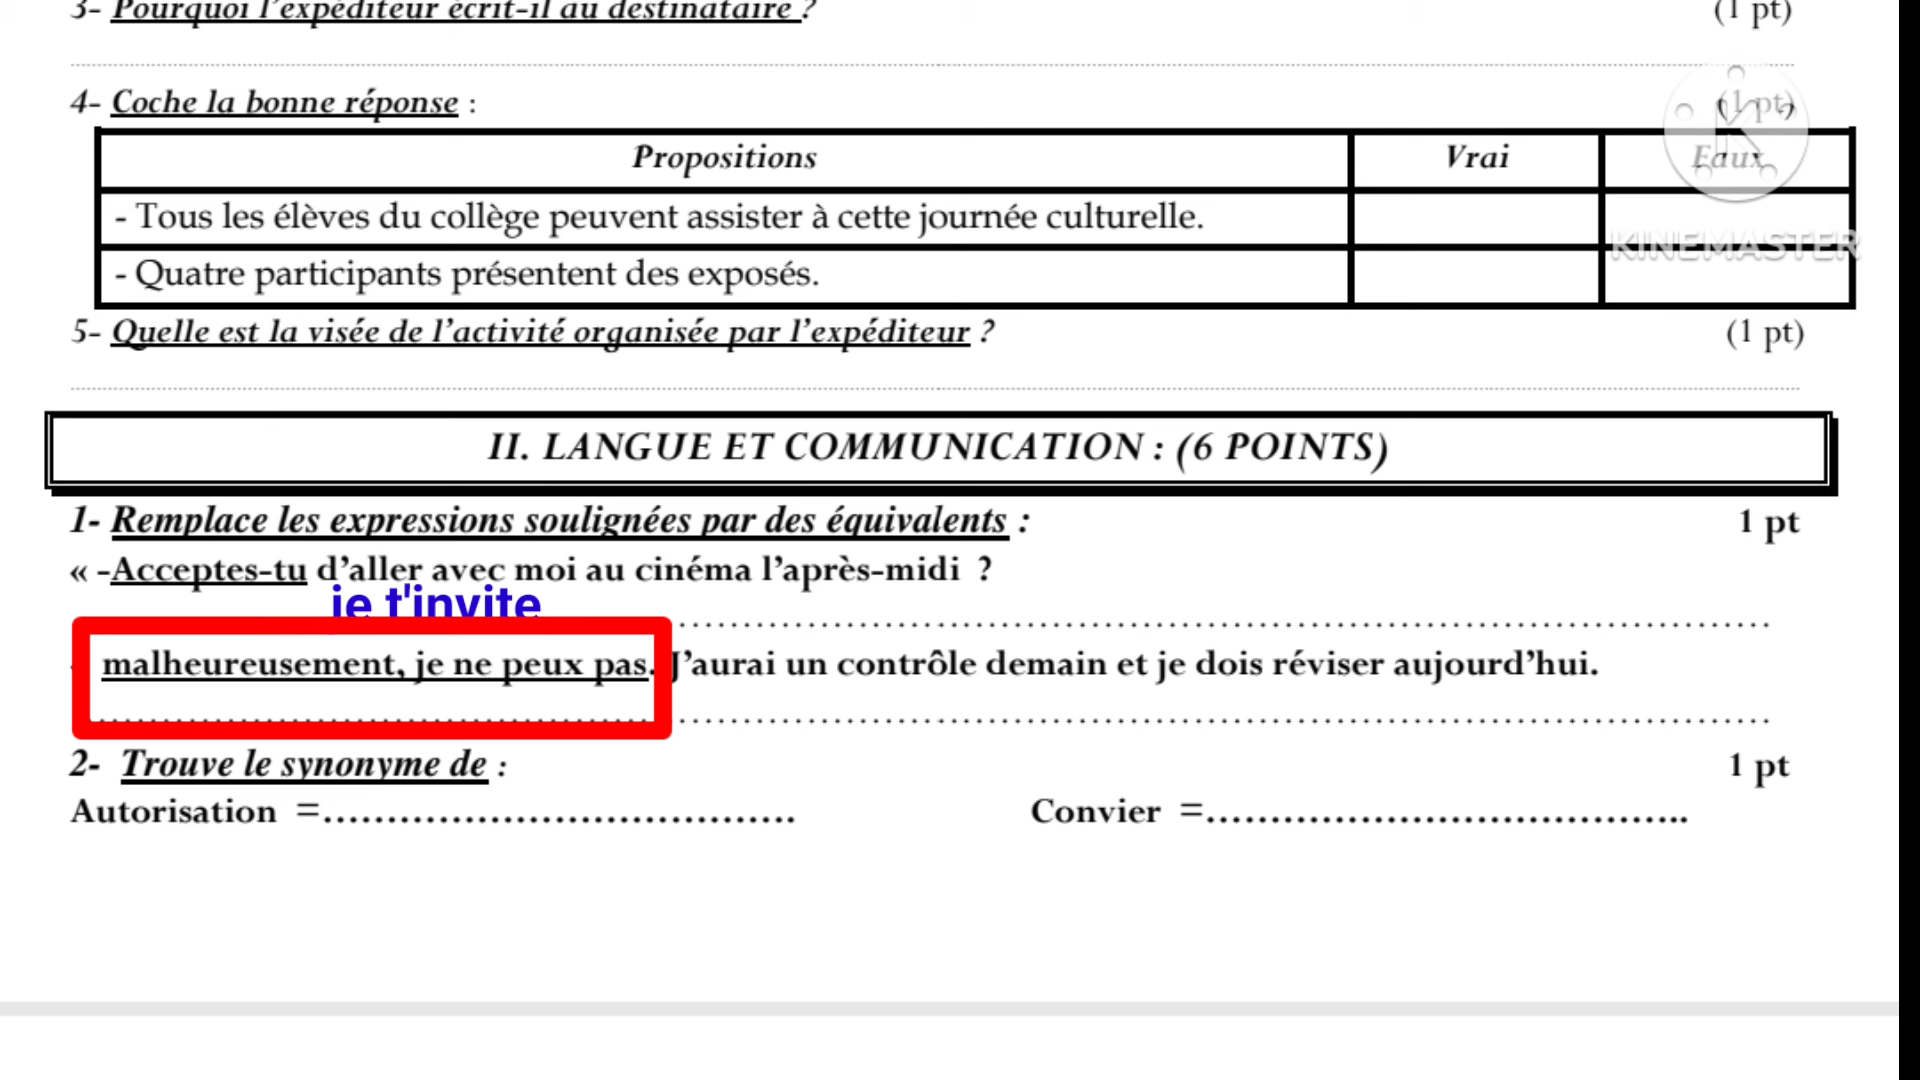 3- Pourquoi l'expéditeur écrit-il au destinataire ? (1 pt)
4- Coche la bonne réponse : (1 pt)
Propositions Vrai Faux
- Tous les élèves du collège peuvent assister à cette journée culturelle.
KINEMASTER
- Quatre participants présentent des exposés.
5- Quelle est la visée de l'activité organisée par l'expéditeur ? (1 pt)
II. LANGUE ET COMMUNICATION : (6 POINTS)
1- Remplace les expressions soulignées par des équivalents : 1 pt
« -Acceptes-tu d'aller avec moi au cinéma l'après-midi ?
je t'invite
malheureusement, je ne peux pas. J'aurai un contrôle demain et je dois réviser aujourd'hui.
2- Trouve le synonyme de : 1 pt
Autorisation =........................................ Convier =........................................